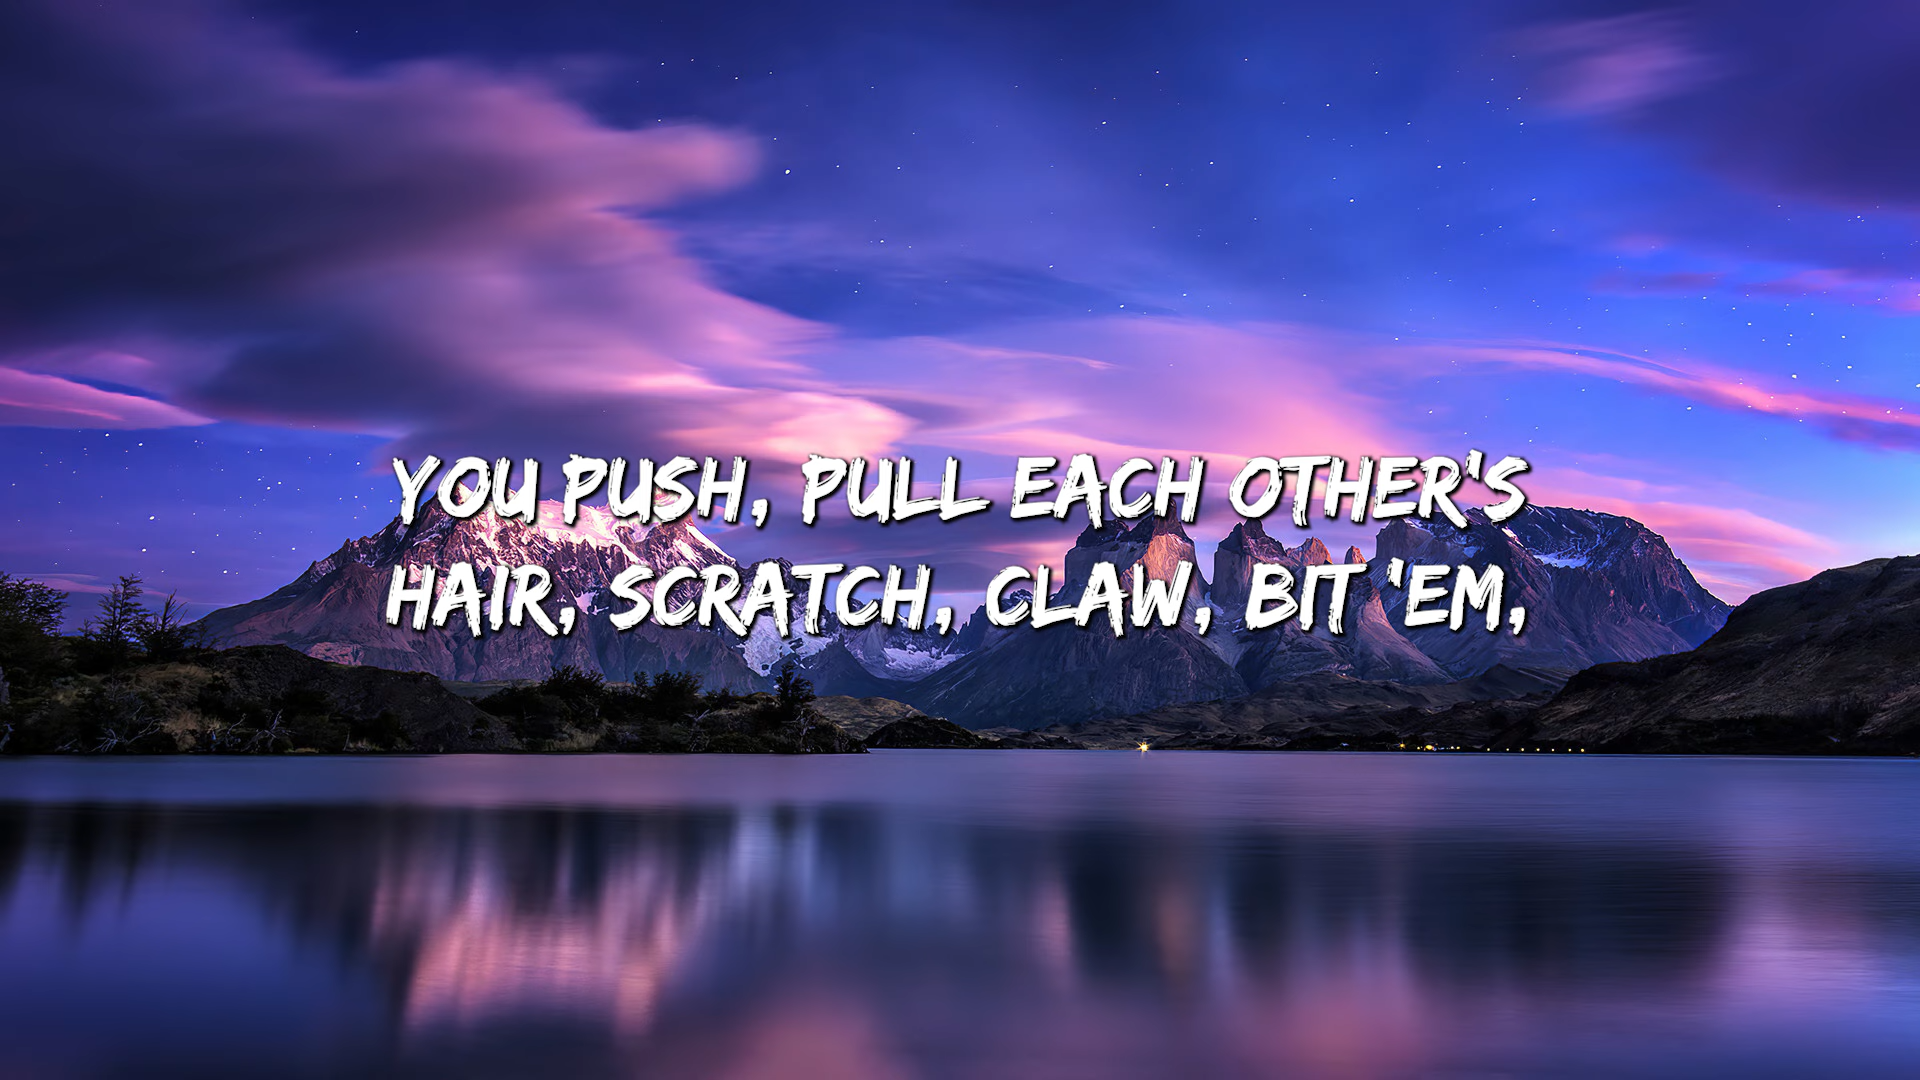 YOU PUSH, PULL EACH OTHER'S
HAIR, SCRATCH, CLAW, BIT 'EM,